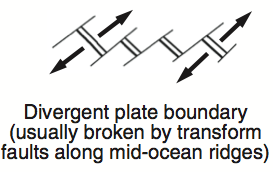 Divergent plate boundary
(usually broken by transform
faults along mid-ocean ridges)